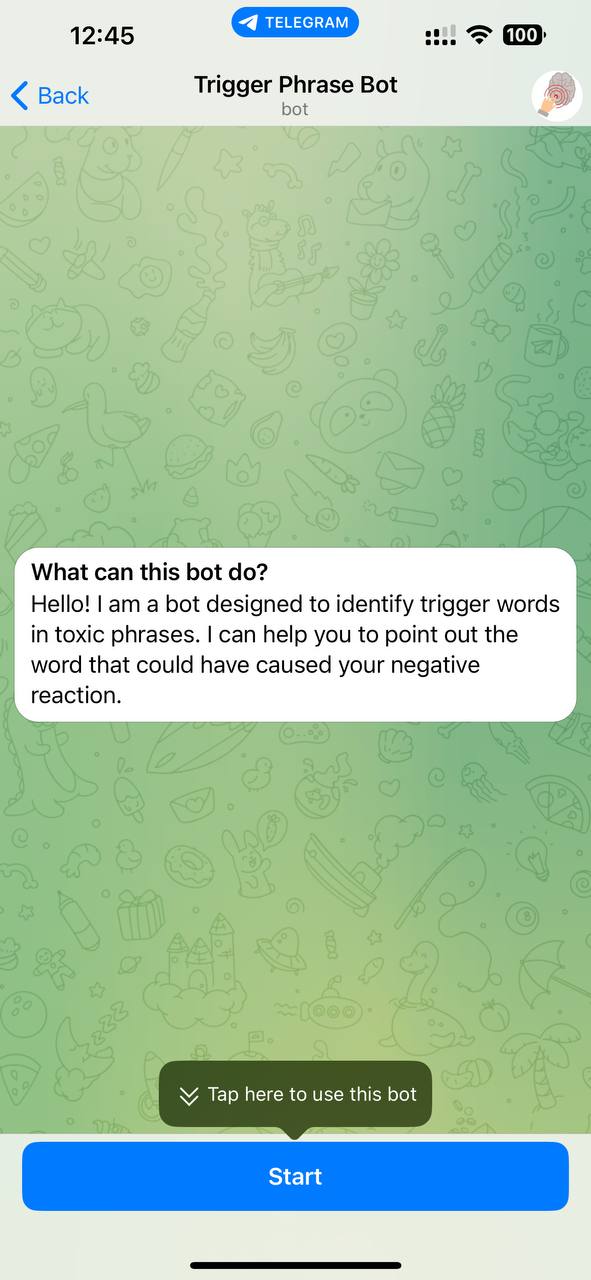 12:45
TELEGRAM
100
Back
Trigger Phrase Bot
bot
What can this bot do?
Hello! I am a bot designed to identify trigger words
in toxic phrases. I can help you to point out the
word that could have caused your negative
reaction.
Tap here to use this bot
Start